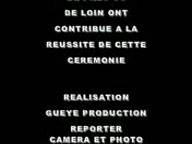 DE LOIN ONT
CONTRIBUE A LA
REUSSITE DE CETTE
CEREMONIE
REALISATION
GUEYE PRODUCTION
REPORTER
CAMERA ET PHOTO